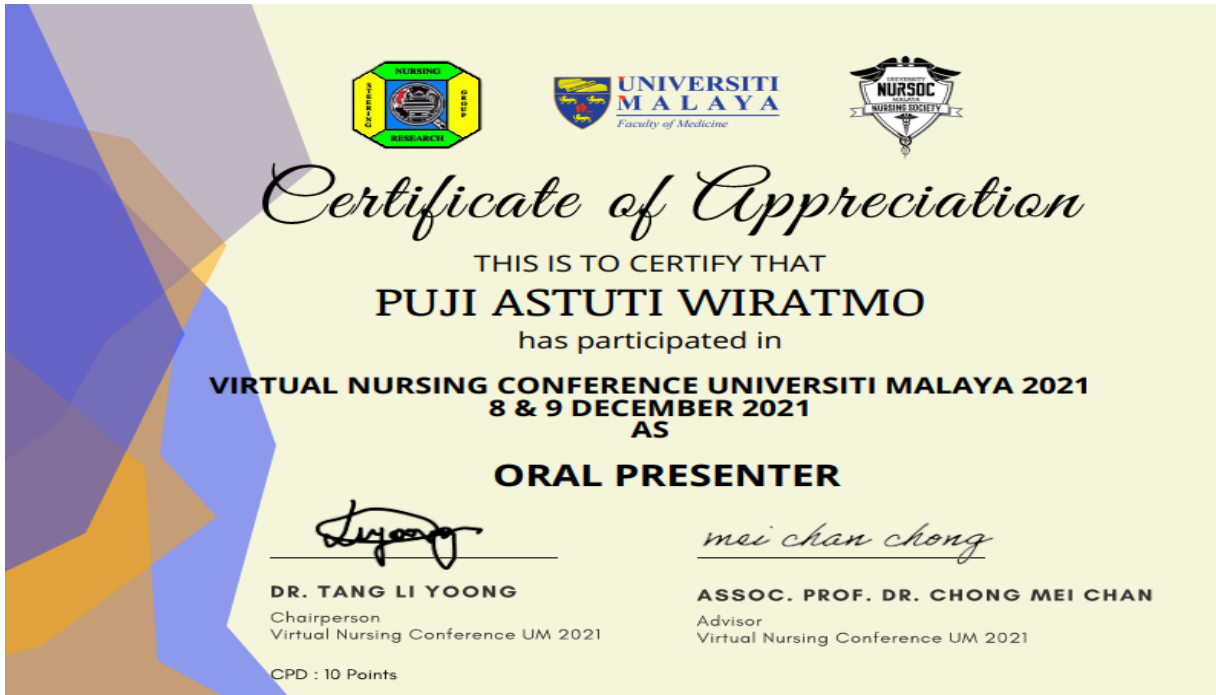 NURSING
STEERING
GROUP
RESEARCH
UNIVERSITI
MALAYA
Faculty of Medicine
UNIVERSITY
NURSOC
MALAYA
NURSING SOCIETY
Certificate of Appreciation
THIS IS TO CERTIFY THAT
PUJI ASTUTI WIRATMO
has participated in
VIRTUAL NURSING CONFERENCE UNIVERSITI MALAYA 2021
8 & 9 DECEMBER 2021
AS
ORAL PRESENTER
Liyoong
mei chan chong
DR. TANG LI YOONG
Chairperson
Virtual Nursing Conference UM 2021
ASSOC. PROF. DR. CHONG MEI CHAN
Advisor
Virtual Nursing Conference UM 2021
CPD : 10 Points